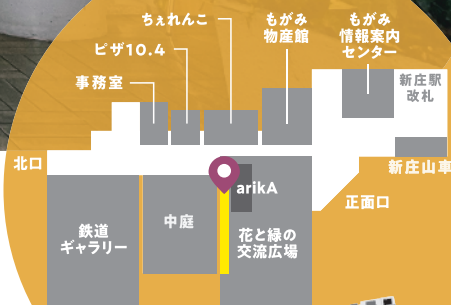 ちぇれんこ
もがみ
物産館
もがみ
情報案内
センター
ピザ10.4
事務室
新庄駅
改札
北口
新庄山車
arikA
正面口
鉄道
ギャラリー
中庭
花と緑の
交流広場